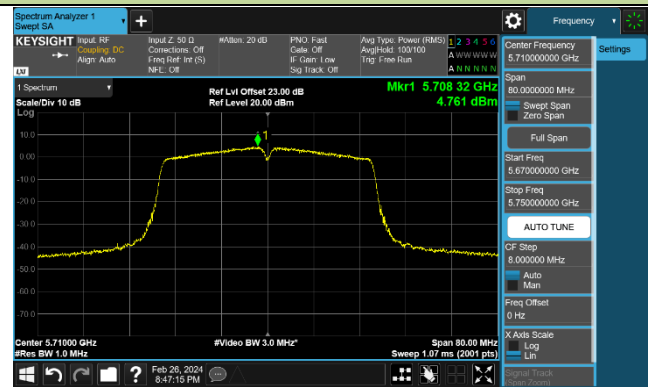 Spectrum Analyzer 1
Swept SA
+
Frequency
KEYSIGHT
Input: RF
Coupling: DC
Align: Auto
Input Z: 50 Ω
Corrections: Off
Freq Ref: Int (S)
NFE: Off
#Atten: 20 dB
PNO: Fast
Gate: Off
IF Gain: Low
Sig Track: Off
Avg Type: Power (RMS)
Avg|Hold: 100/100
Trig: Free Run
1 2 3 4 5 6
A W W W W W
A N N N N N
LXI
1 Spectrum
Scale/Div 10 dB
Log
Ref Lvl Offset 23.00 dB
Ref Level 20.00 dBm
Mkr1 5.708 32 GHz
4.761 dBm
1
10.0
0.00
-10.0
-20.0
-30.0
-40.0
-50.0
-60.0
-70.0
Center 5.71000 GHz
#Res BW 1.0 MHz
#Video BW 3.0 MHz*
Span 80.00 MHz
Sweep 1.07 ms (2001 pts)
?
Feb 26, 2024
8:47:15 PM
Center Frequency
5.710000000 GHz
Span
80.0000000 MHz
Swept Span
Zero Span
Full Span
Start Freq
5.670000000 GHz
Stop Freq
5.750000000 GHz
AUTO TUNE
CF Step
8.000000 MHz
Auto
Man
Freq Offset
0 Hz
X Axis Scale
Log
Lin
Signal Track
(Span Zoom)
Settings